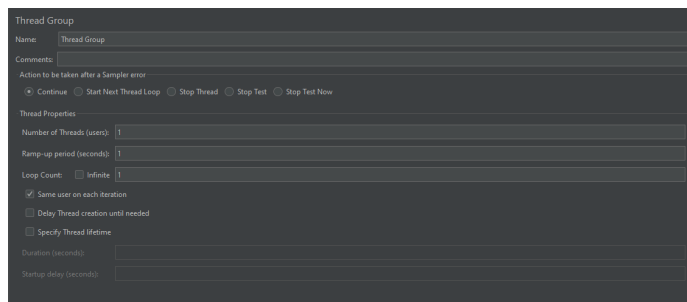 Thread Group
Name: Thread Group
Comments:
Action to be taken after a Sampler error
Continue Start Next Thread Loop Stop Thread Stop Test Stop Test Now
Thread Properties
Number of Threads (users): 1
Ramp-up period (seconds): 1
Loop Count: Infinite 1
Same user on each iteration
Delay Thread creation until needed
Specify Thread lifetime
Duration (seconds):
Startup delay (seconds):